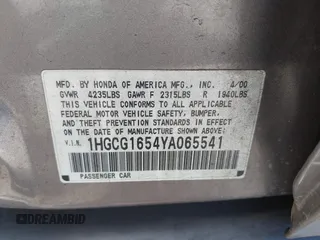 MFD. BY HONDA OF AMERICA MFG., INC. 4/00
GVWR 4235LBS GAWR F 2315LBS R 1940LBS
THIS VEHICLE CONFORMS TO ALL APPLICABLE
FEDERAL MOTOR VEHICLE SAFETY, BUMPER,
AND THEFT PREVENTION STANDARDS IN EFFECT
ON THE DATE OF MANUFACTURE SHOWN ABOVE.
V.I.N. 1HGCG1654YA065541
PASSENGER CAR
DREAMBID